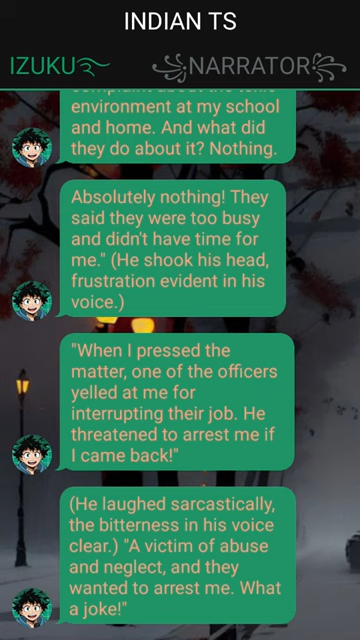 INDIAN TS
IZUKU NARRATOR
environment at my school
and home. And what did
they do about it? Nothing.
Absolutely nothing! They
said they were too busy
and didn't have time for
me." (He shook his head,
frustration evident in his
voice.)
"When I pressed the
matter, one of the officers
yelled at me for
interrupting their job. He
threatened to arrest me if
I came back!"
(He laughed sarcastically,
the bitterness in his voice
clear.) "A victim of abuse
and neglect, and they
wanted to arrest me. What
a joke!"